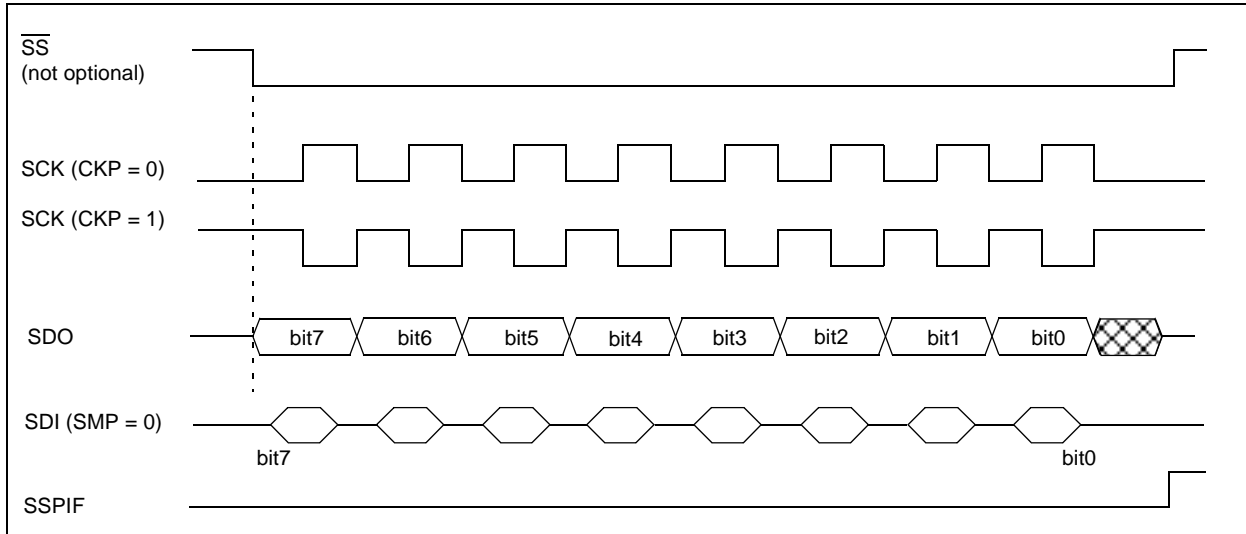 S̅S̅
(not optional)
SCK (CKP = 0)
SCK (CKP = 1)
SDO bit7 bit6 bit5 bit4 bit3 bit2 bit1 bit0
SDI (SMP = 0)
bit7 bit0
SSPIF